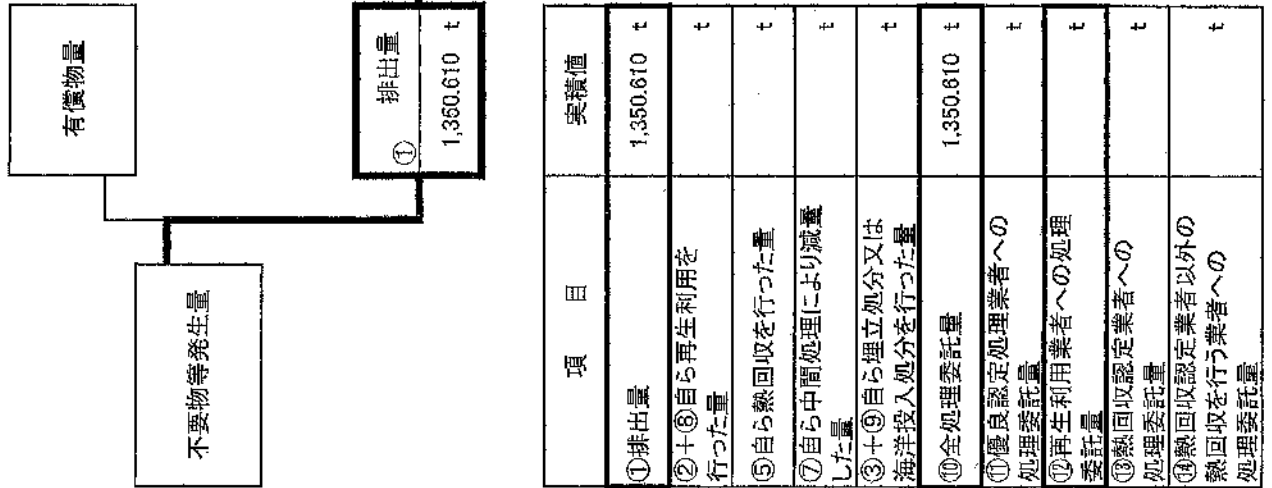 有償物量
不要物等発生量
① 排出量
1,350.610 t
項 目 実績値
①排出量 1,350.610 t
②+⑧自ら再生利用を
行った量 t
⑤自ら熱回収を行った量 t
⑦自ら中間処理により減量
した量 t
③+⑨自ら埋立処分又は
海洋投入処分を行った量 t
⑩全処理委託量 1,350.610 t
⑪優良認定処理業者への
処理委託量 t
⑫再生利用業者への処理
委託量 t
⑬熱回収認定業者への
処理委託量 t
⑭熱回収認定業者以外の
熱回収を行う業者への
処理委託量 t